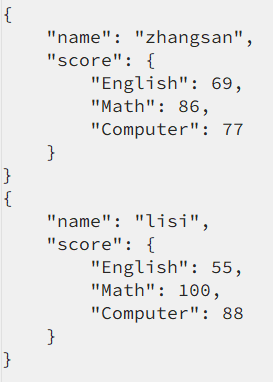 {
    "name": "zhangsan",
    "score": {
        "English": 69,
        "Math": 86,
        "Computer": 77
    }
}
{
    "name": "lisi",
    "score": {
        "English": 55,
        "Math": 100,
        "Computer": 88
    }
}